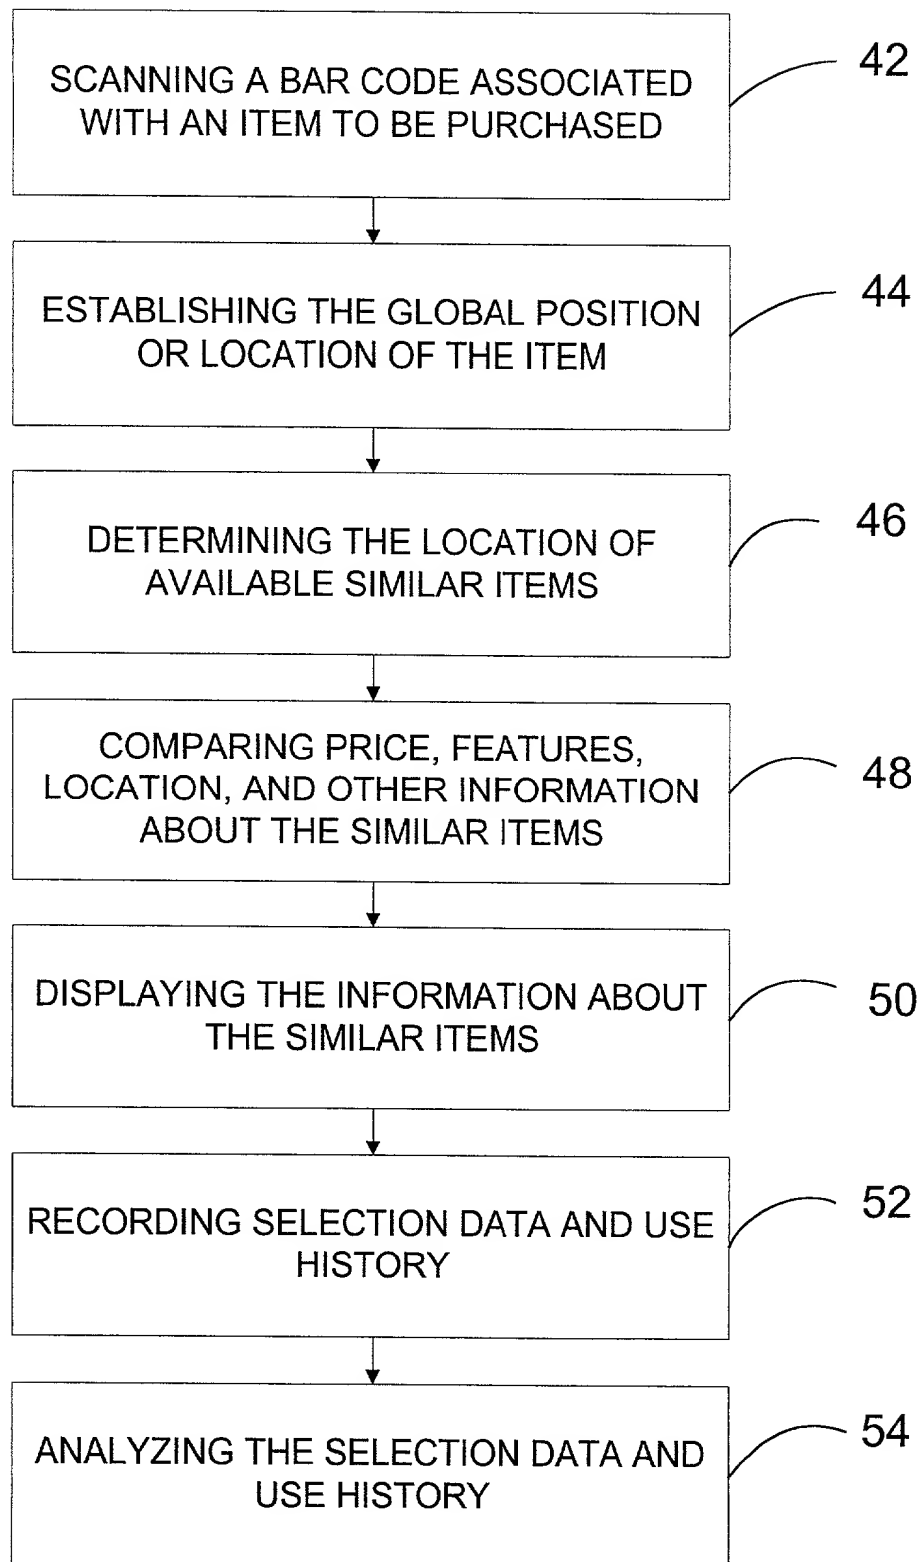 SCANNING A BAR CODE ASSOCIATED
WITH AN ITEM TO BE PURCHASED
42
ESTABLISHING THE GLOBAL POSITION
OR LOCATION OF THE ITEM
44
DETERMINING THE LOCATION OF
AVAILABLE SIMILAR ITEMS
46
COMPARING PRICE, FEATURES,
LOCATION, AND OTHER INFORMATION
ABOUT THE SIMILAR ITEMS
48
DISPLAYING THE INFORMATION ABOUT
THE SIMILAR ITEMS
50
RECORDING SELECTION DATA AND USE
HISTORY
52
ANALYZING THE SELECTION DATA AND
USE HISTORY
54